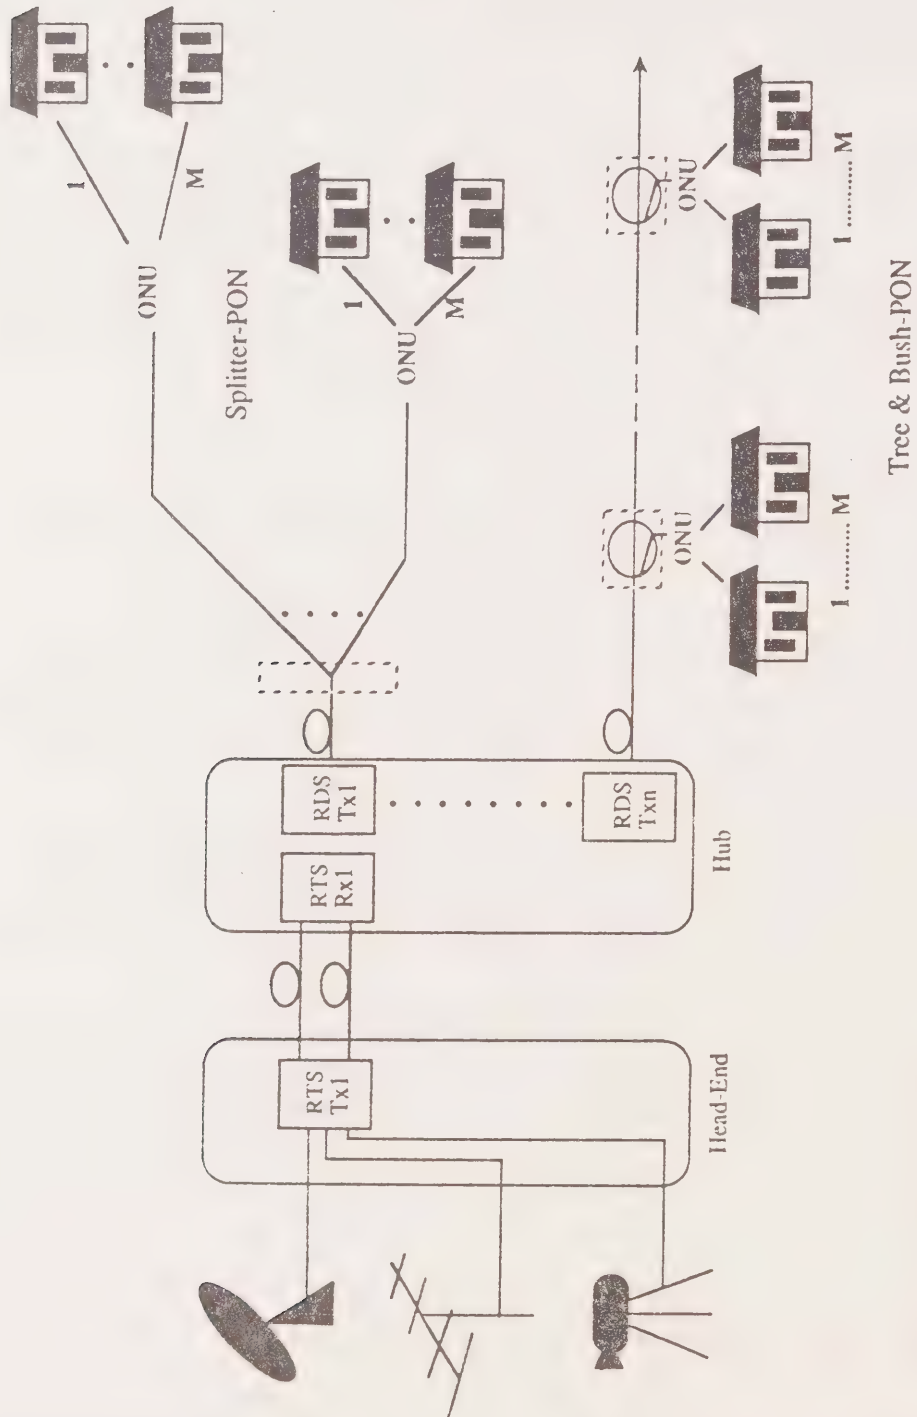 RTS
Tx1
Head-End
RTS
Rx1
RDS
Tx1
RDS
Txn
Hub
ONU
1
M
Splitter-PON
ONU
1
M
ONU
1 .......... M
ONU
1 .......... M
Tree & Bush-PON